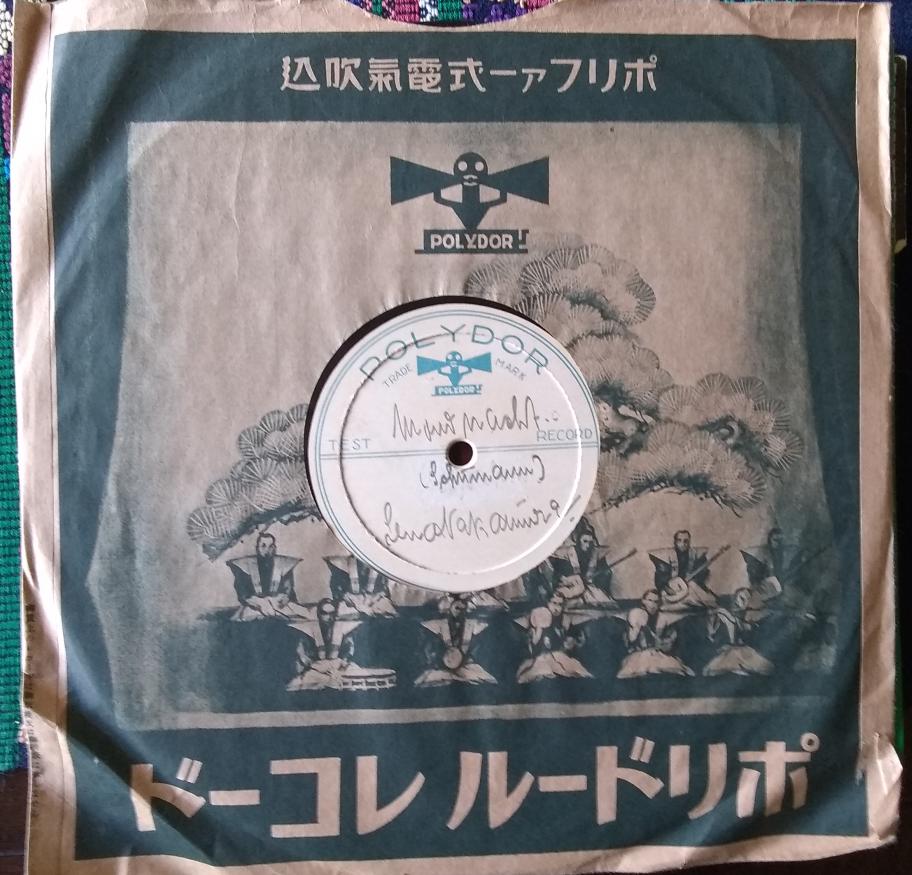 ポリファー式電氣吹込
POLYDOR
POLYDOR
TRADE MARK
POLYDOR
Mondnacht..
TEST RECORD
(Schumann)
Nakamura
ポリドール レコード